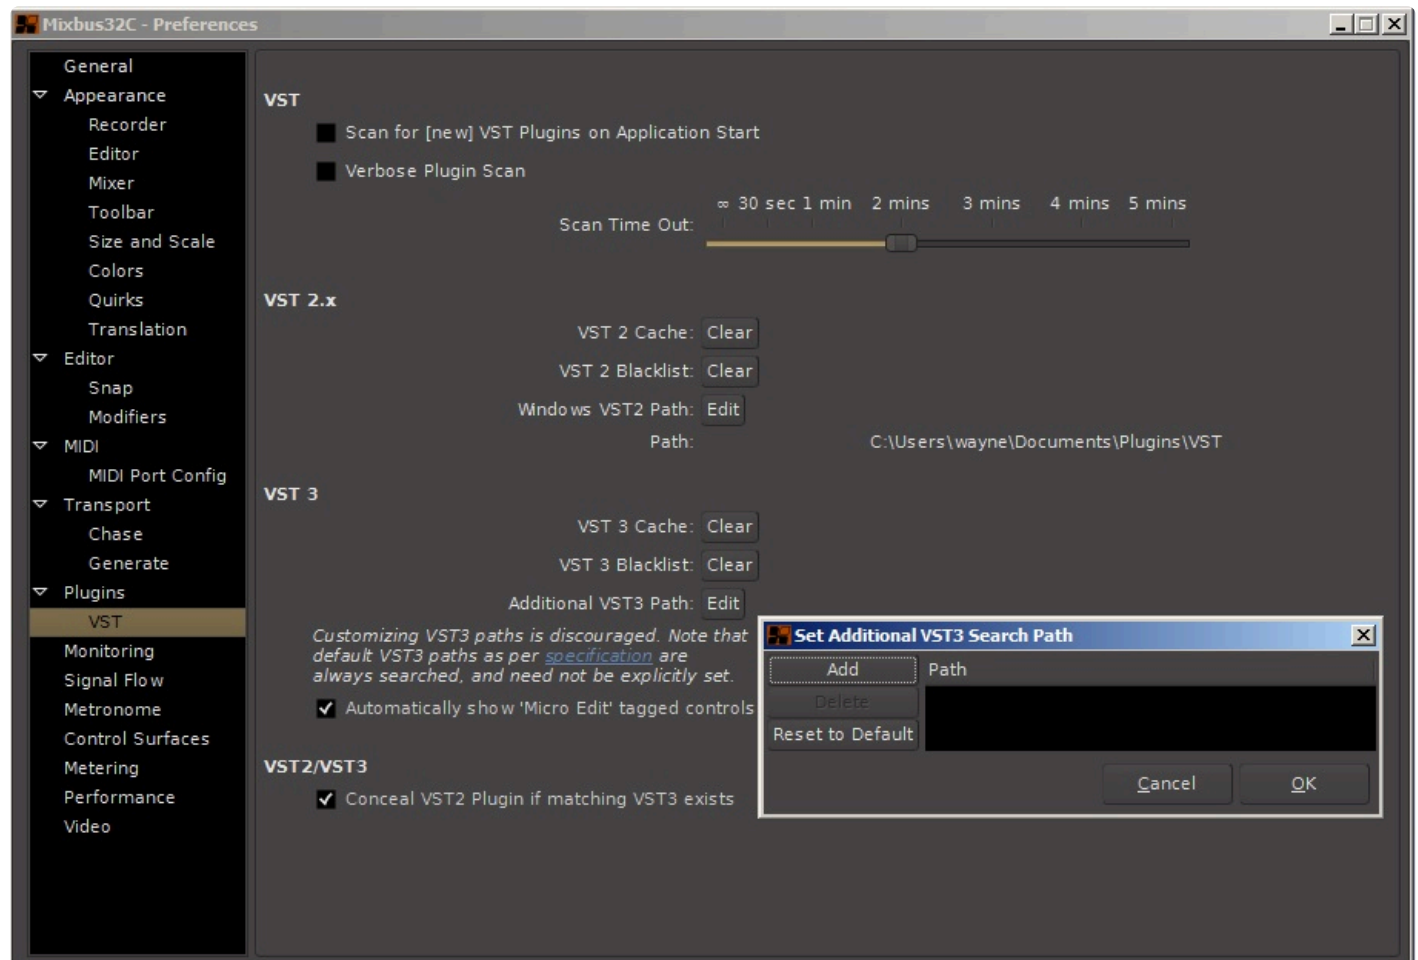 Mixbus32C - Preferences
General
Appearance
Recorder
Editor
Mixer
Toolbar
Size and Scale
Colors
Quirks
Translation
Editor
Snap
Modifiers
MIDI
MIDI Port Config
Transport
Chase
Generate
Plugins
VST
Monitoring
Signal Flow
Metronome
Control Surfaces
Metering
Performance
Video
VST
Scan for [new] VST Plugins on Application Start
Verbose Plugin Scan
∞ 30 sec 1 min 2 mins 3 mins 4 mins 5 mins
Scan Time Out:
VST 2.x
VST 2 Cache: Clear
VST 2 Blacklist: Clear
Windows VST2 Path: Edit
Path: C:\Users\wayne\Documents\Plugins\VST
VST 3
VST 3 Cache: Clear
VST 3 Blacklist: Clear
Additional VST3 Path: Edit
Customizing VST3 paths is discouraged. Note that
default VST3 paths as per specification are
always searched, and need not be explicitly set.
Automatically show 'Micro Edit' tagged controls
VST2/VST3
Conceal VST2 Plugin if matching VST3 exists
Set Additional VST3 Search Path
Add Path
Delete
Reset to Default
Cancel OK